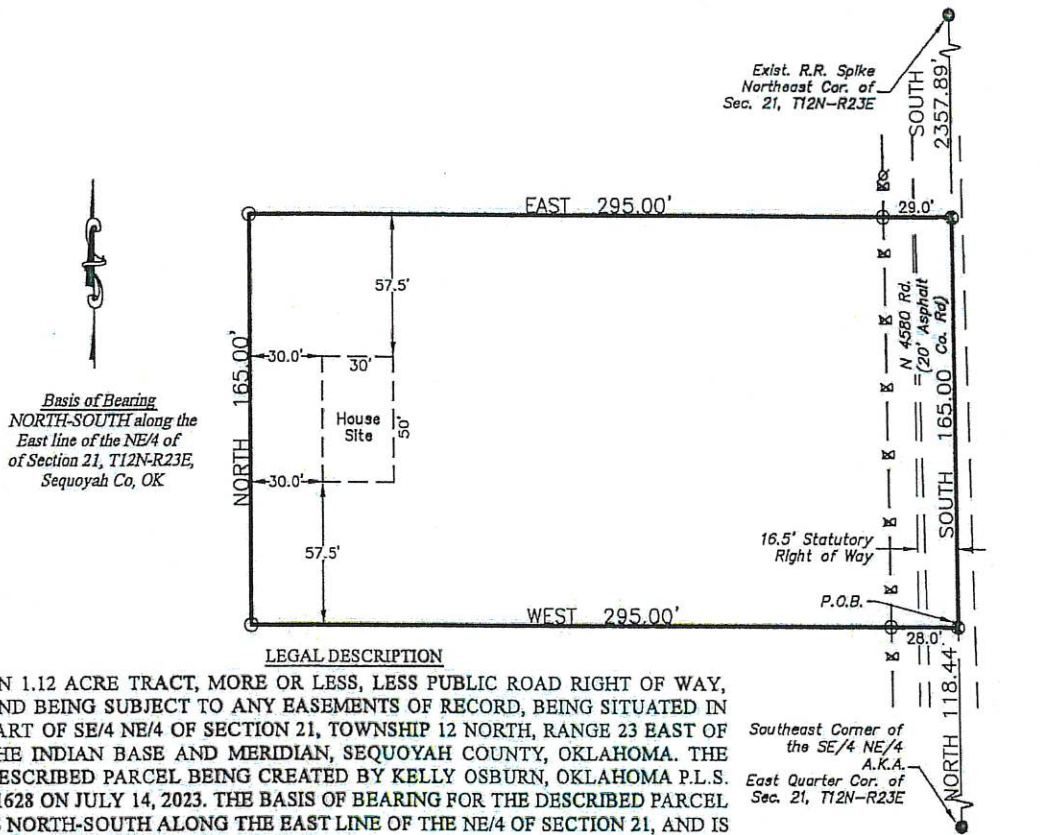 Exist. R.R. Spike
Northeast Cor. of
Sec. 21, T12N-R23E
SOUTH 2357.89'
EAST 295.00'
29.0'
57.5'
NORTH 165.00'
30.0'
30'
House
Site
50'
30.0'
57.5'
N 4580 Rd.
(20' Asphalt Co. Rd)
SOUTH 165.00
Basis of Bearing
NORTH-SOUTH along the
East line of the NE/4 of
of Section 21, T12N-R23E,
Sequoyah Co, OK
16.5' Statutory
Right of Way
P.O.B.
WEST 295.00'
28.0'
NORTH 118.44
LEGAL DESCRIPTION
N 1.12 ACRE TRACT, MORE OR LESS, LESS PUBLIC ROAD RIGHT OF WAY,
ND BEING SUBJECT TO ANY EASEMENTS OF RECORD, BEING SITUATED IN
ART OF SE/4 NE/4 OF SECTION 21, TOWNSHIP 12 NORTH, RANGE 23 EAST OF
HE INDIAN BASE AND MERIDIAN, SEQUOYAH COUNTY, OKLAHOMA. THE
ESCRIBED PARCEL BEING CREATED BY KELLY OSBURN, OKLAHOMA P.L.S.
1628 ON JULY 14, 2023. THE BASIS OF BEARING FOR THE DESCRIBED PARCEL
S NORTH-SOUTH ALONG THE EAST LINE OF THE NE/4 OF SECTION 21, AND IS
Southeast Corner of
the SE/4 NE/4
A.K.A.
East Quarter Cor. of
Sec. 21, T12N-R23E